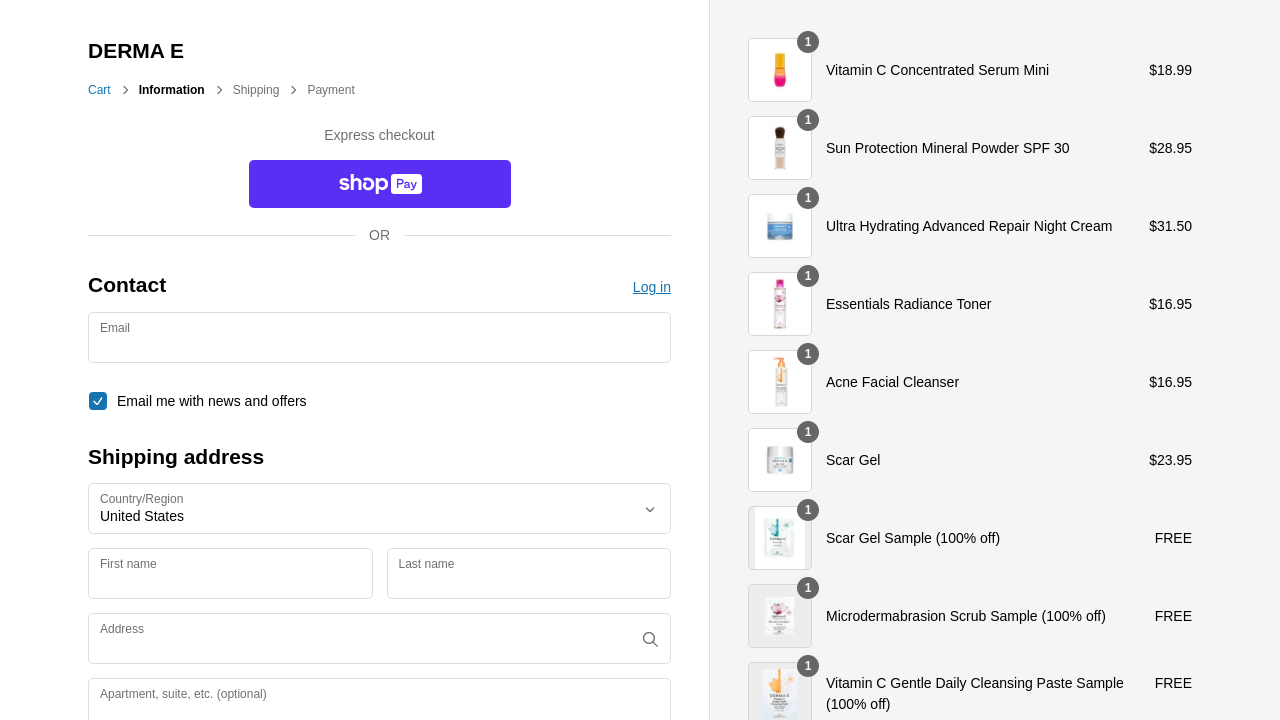 DERMA E
Cart
Information
Shipping
Payment
Express checkout
shop Pay
OR
Contact
Log in
Email
Email me with news and offers
Shipping address
Country/Region
United States
First name
Last name
Address
Apartment, suite, etc. (optional)
1
Vitamin C Concentrated Serum Mini
$18.99
1
Sun Protection Mineral Powder SPF 30
$28.95
1
Ultra Hydrating Advanced Repair Night Cream
$31.50
1
Essentials Radiance Toner
$16.95
1
Acne Facial Cleanser
$16.95
1
Scar Gel
$23.95
1
Scar Gel Sample (100% off)
FREE
1
Microdermabrasion Scrub Sample (100% off)
FREE
1
Vitamin C Gentle Daily Cleansing Paste Sample
(100% off)
FREE